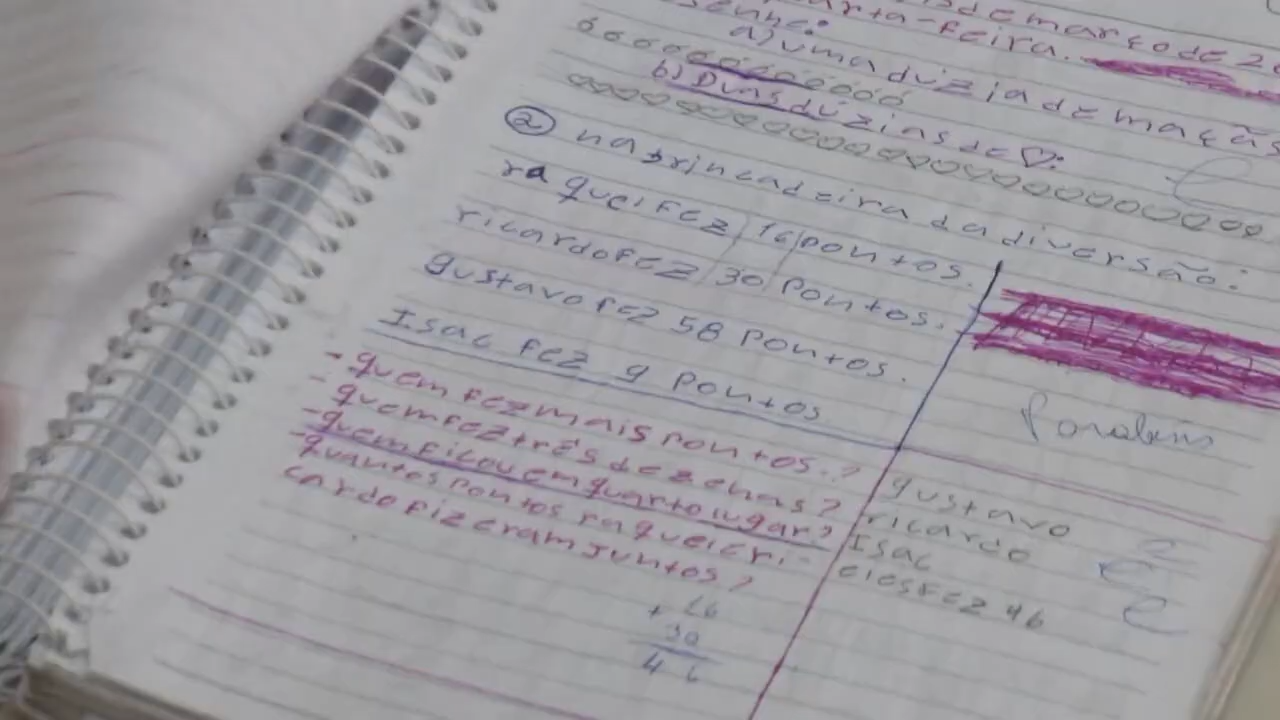 de março de 2
arta-feira.
senhe:
a) uma dúzia de maçãs
b) Duas dúzias de ♡:
② na brincadeira da diversão:
raquel fez 16 pontos.
ricardo fez 30 pontos.
gustavo fez 58 pontos.
Isac fez 9 pontos
Parabéns
- quem fez mais pontos.? gustavo
- quem fez três dezenas? ricardo
- quem ficou em quarto lugar? Isac
- quantos pontos raquel e ri- eles fez 46
cardo fizeram juntos?
+ 16
30
46